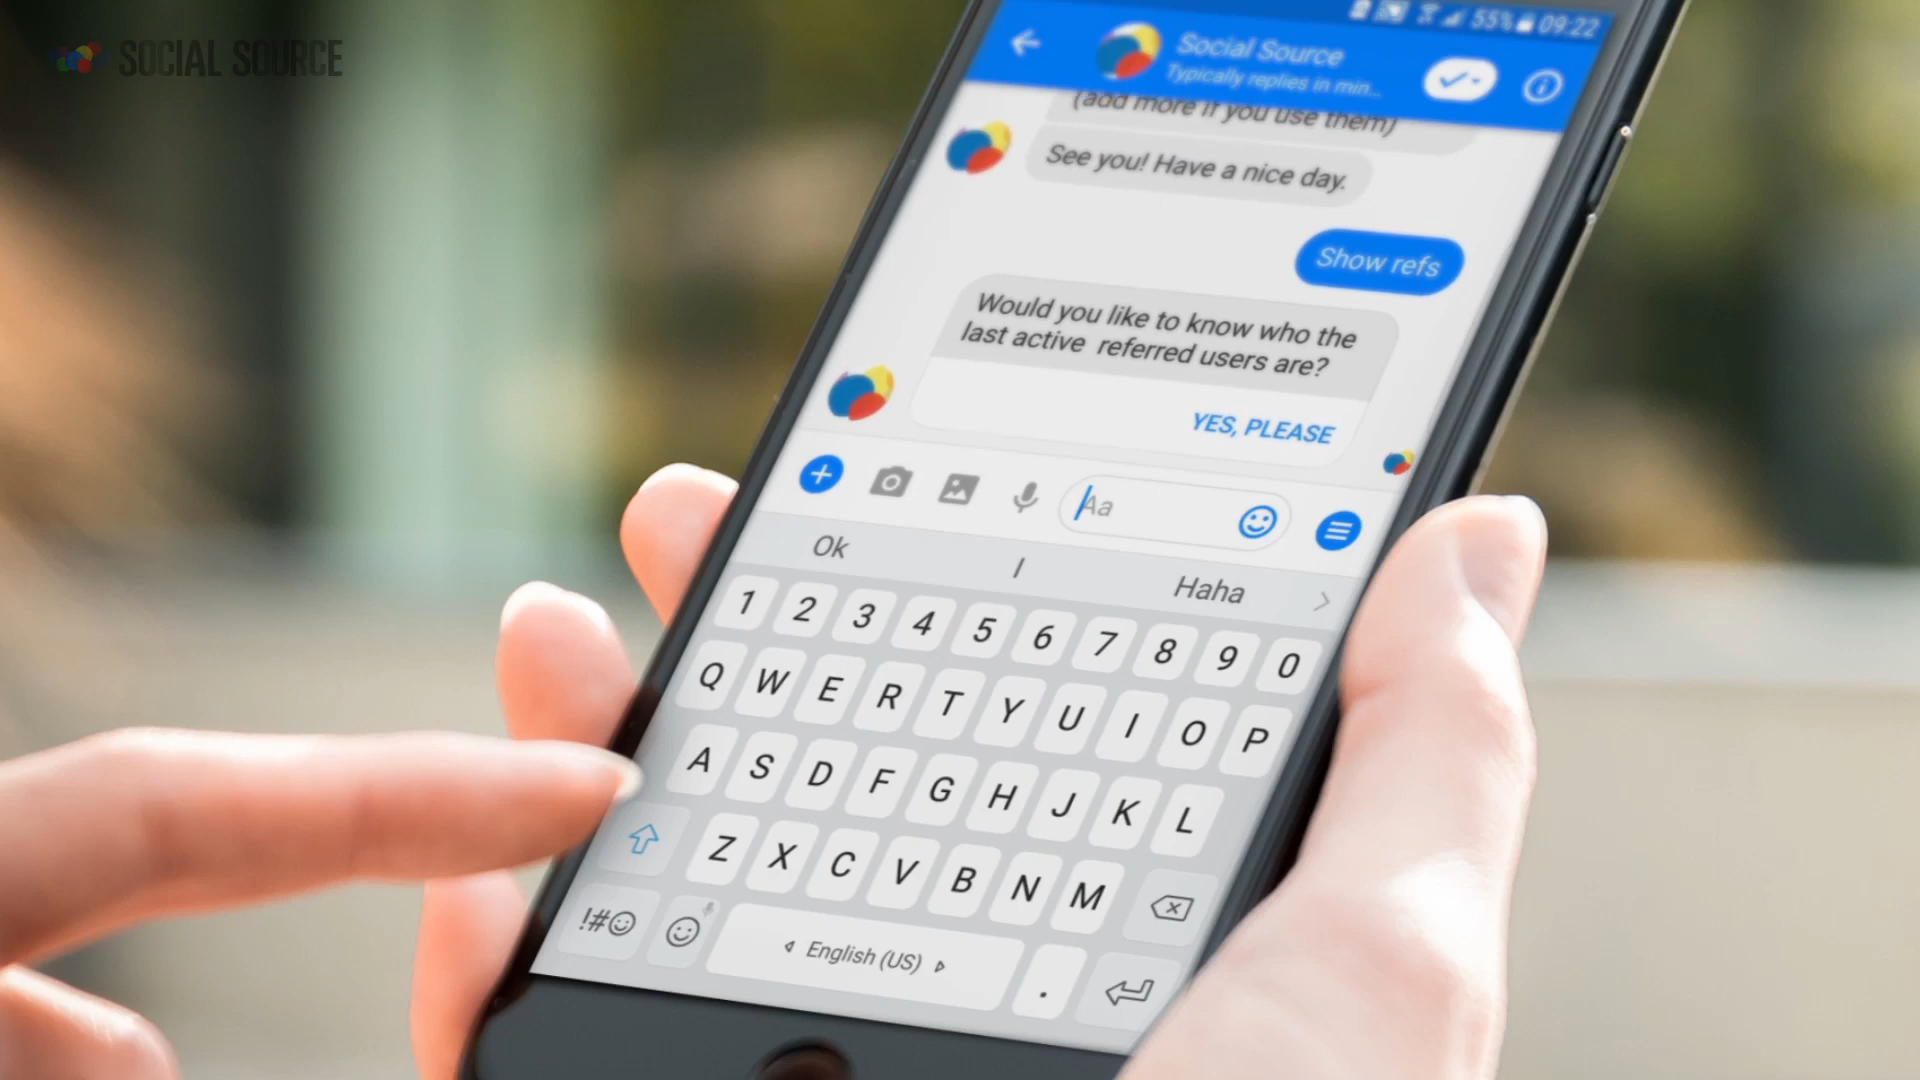 SOCIAL SOURCE
55% 09:22
Social Source
Typically replies in min...
(add more if you use them)
See you! Have a nice day.
Show refs
Would you like to know who the
last active referred users are?
YES, PLEASE
Aa
Ok I Haha
1 2 3 4 5 6 7 8 9 0
Q W E R T Y U I O P
A S D F G H J K L
Z X C V B N M
!#☺ English (US) .